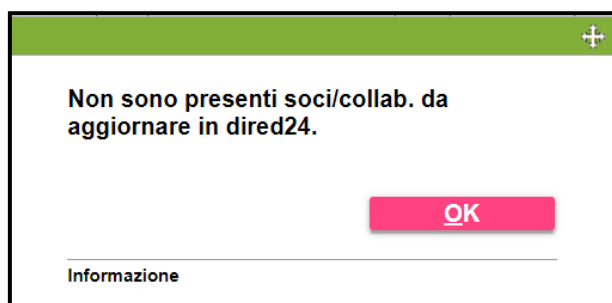 Non sono presenti soci/collab. da
aggiornare in dired24.
OK
Informazione